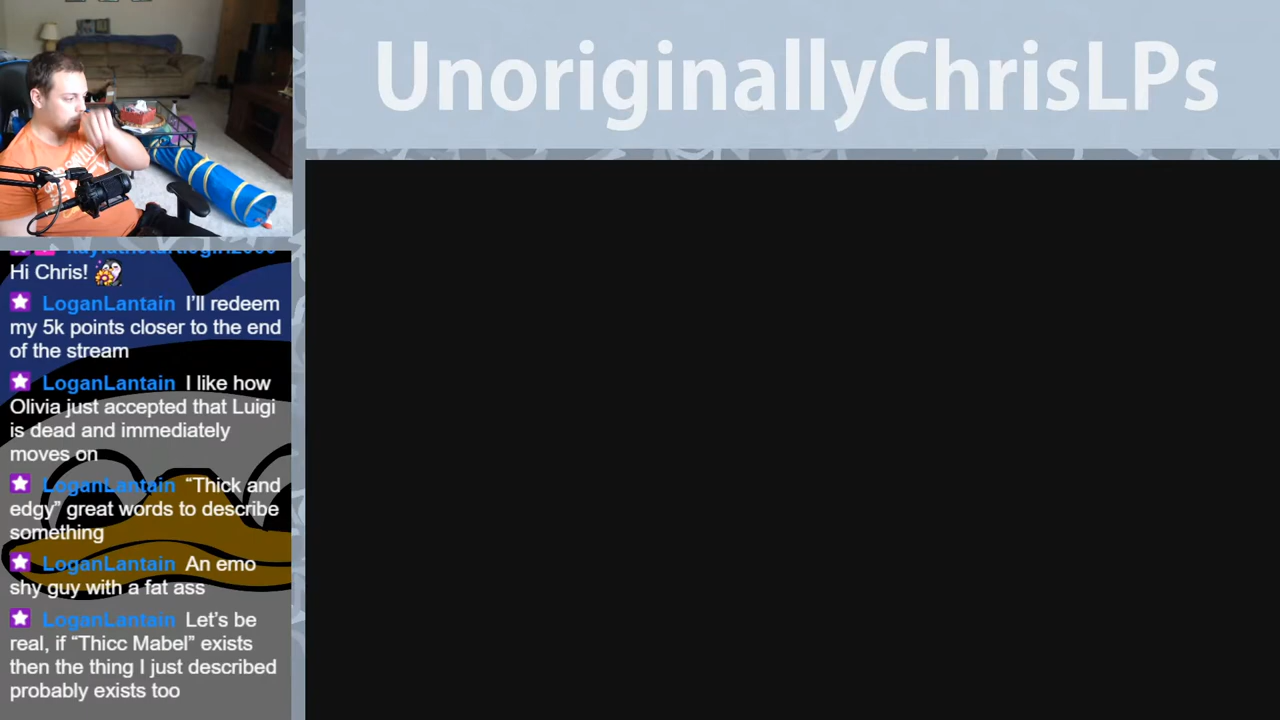 UnoriginallyChrisLPs
Hi Chris!
LoganLantain I’ll redeem
my 5k points closer to the end
of the stream
LoganLantain I like how
Olivia just accepted that Luigi
is dead and immediately
moves on
LoganLantain “Thick and
edgy” great words to describe
something
LoganLantain An emo
shy guy with a fat ass
LoganLantain Let’s be
real, if “Thicc Mabel” exists
then the thing I just described
probably exists too